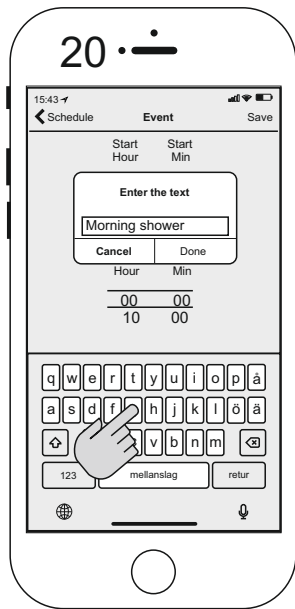 20
15:43
Schedule Event Save
Start Start
Hour Min
Enter the text
Morning shower
Cancel Done
Hour Min
00 00
10 00
q w e r t y u i o p å
a s d f h j k l ö ä
v b n m
123 mellanslag retur